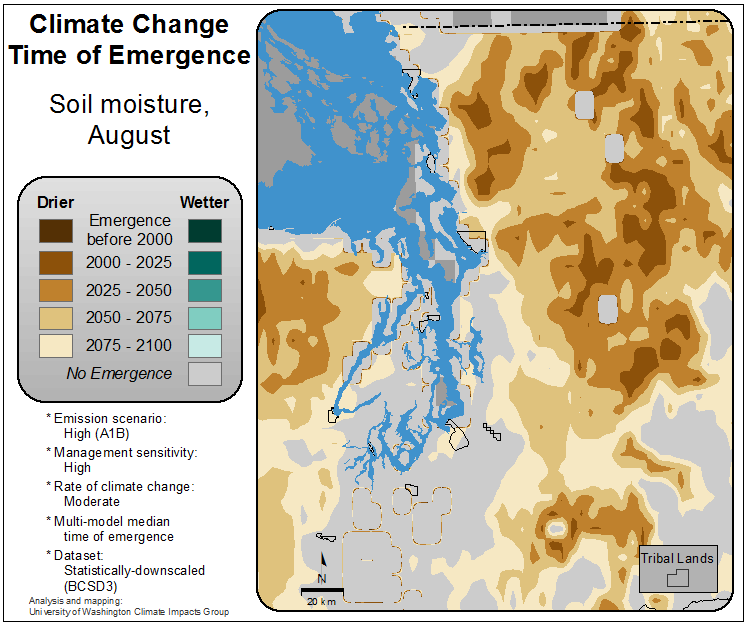 Climate Change
Time of Emergence
Soil moisture,
August
Drier
Wetter
Emergence
before 2000
2000 - 2025
2025 - 2050
2050 - 2075
2075 - 2100
No Emergence
* Emission scenario:
High (A1B)
* Management sensitivity:
High
* Rate of climate change:
Moderate
* Multi-model median
time of emergence
* Dataset:
Statistically-downscaled
(BCSD3)
Analysis and mapping:
University of Washington Climate Impacts Group
N
20 km
Tribal Lands